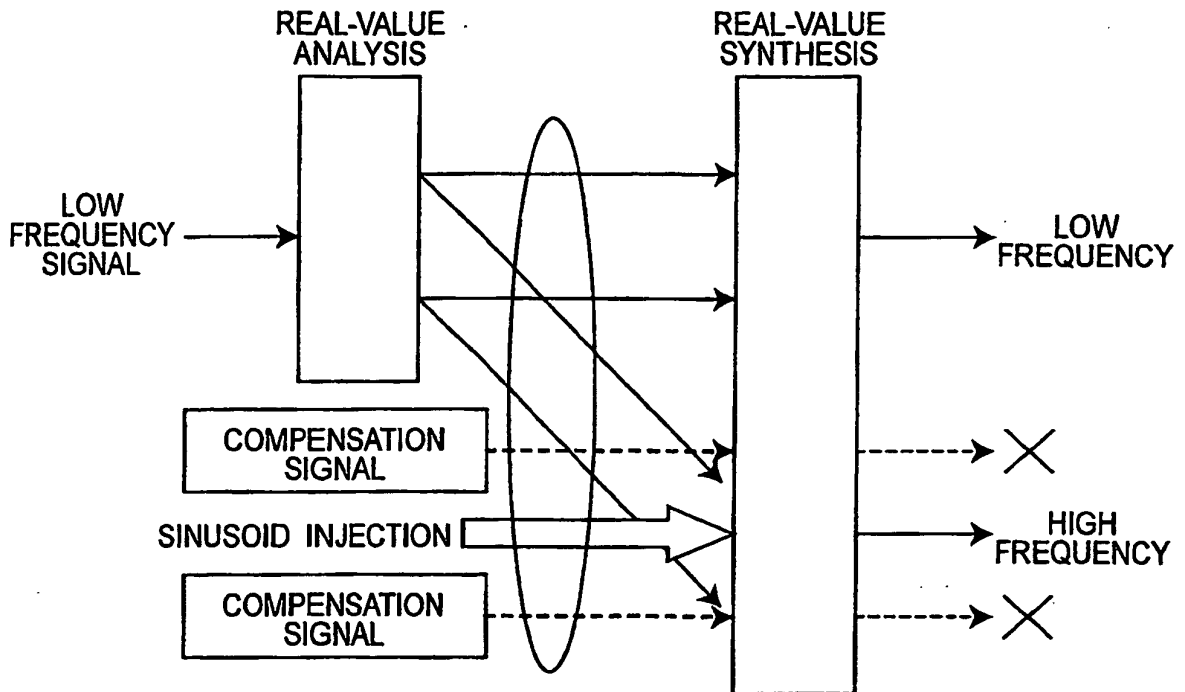 REAL-VALUE
ANALYSIS
REAL-VALUE
SYNTHESIS
LOW
FREQUENCY
SIGNAL
LOW
FREQUENCY
COMPENSATION
SIGNAL
SINUSOID INJECTION
HIGH
FREQUENCY
COMPENSATION
SIGNAL